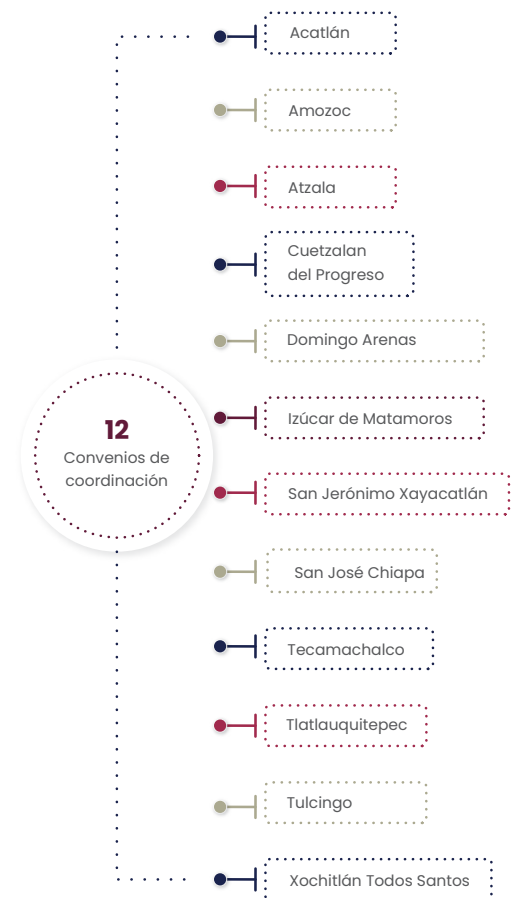 Acatlán
Amozoc
Atzala
Cuetzalan
del Progreso
Domingo Arenas
12
Convenios de
coordinación
Izúcar de Matamoros
San Jerónimo Xayacatlán
San José Chiapa
Tecamachalco
Tlatlauquitepec
Tulcingo
Xochitlán Todos Santos